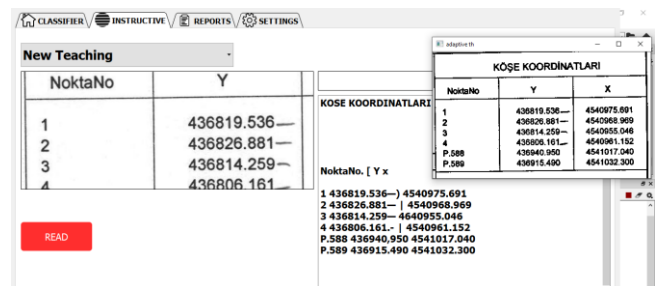 CLASSIFIER INSTRUCTIVE REPORTS SETTINGS
New Teaching
NoktaNo Y
1 436819.536—
2 436826.881—
3 436814.259—
4 436806.161—
READ
KOSE KOORDINATLARI
NoktaNo. [ Y x
1 436819.536—) 4540975.691
2 436826.881— | 4540968.969
3 436814.259— 4640955.046
4 436806.161.- | 4540961.152
P.588 436940,950 4541017.040
P.589 436915.490 4541032.300
adaptive th
KÖŞE KOORDİNATLARI
NoktaNo Y X
1 436819.536— 4540975.691
2 436826.881— 4540968.969
3 436814.259— 4540955.046
4 436806.161— 4540961.152
P.588 436940.950 4541017.040
P.589 436915.490 4541032.300